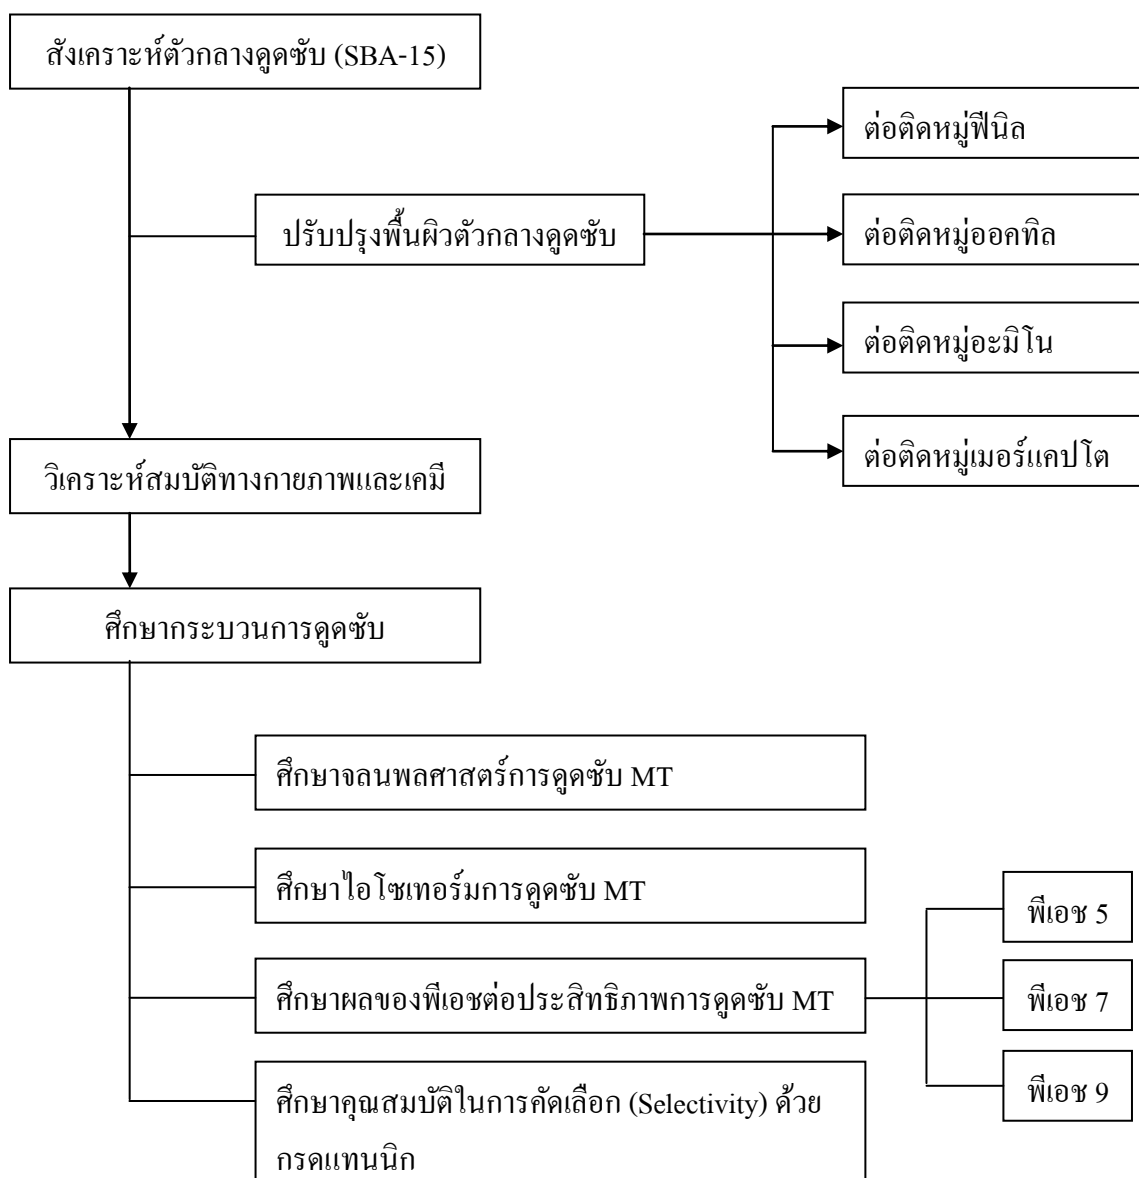 สังเคราะห์ตัวกลางดูดซับ (SBA-15)
ต่อติดหมู่ฟีนิล
ปรับปรุงพื้นผิวตัวกลางดูดซับ
ต่อติดหมู่ออคทิล
ต่อติดหมู่อะมิโน
ต่อติดหมู่เมอร์แคปโต
วิเคราะห์สมบัติทางกายภาพและเคมี
ศึกษากระบวนการดูดซับ
ศึกษาจลนพลศาสตร์การดูดซับ MT
ศึกษาไอโซเทอร์มการดูดซับ MT
ศึกษาผลของพีเอชต่อประสิทธิภาพการดูดซับ MT
พีเอช 5
พีเอช 7
พีเอช 9
ศึกษาคุณสมบัติในการคัดเลือก (Selectivity) ด้วย
กรดแทนนิก